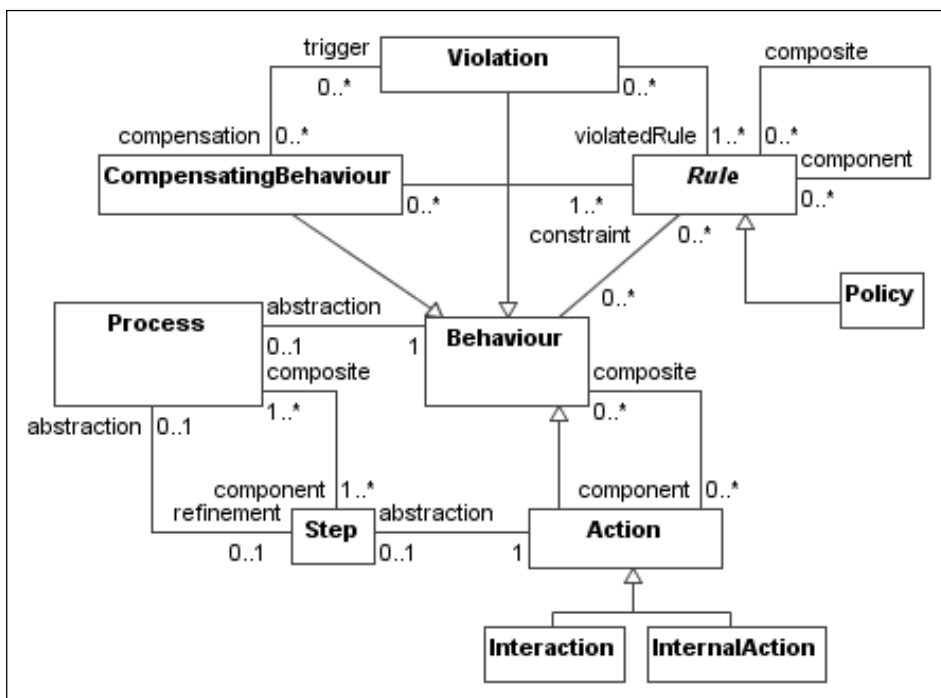 trigger
Violation
composite
0..*
0..*
compensation
0..*
violatedRule
1..*
0..*
CompensatingBehaviour
Rule
component
0..*
1..*
0..*
constraint
0..*
Policy
0..*
Process
abstraction
Behaviour
0..1
1
composite
composite
1..*
0..*
abstraction
0..1
component
1..*
component
0..*
refinement
abstraction
Step
Action
0..1
0..1
1
Interaction
InternalAction